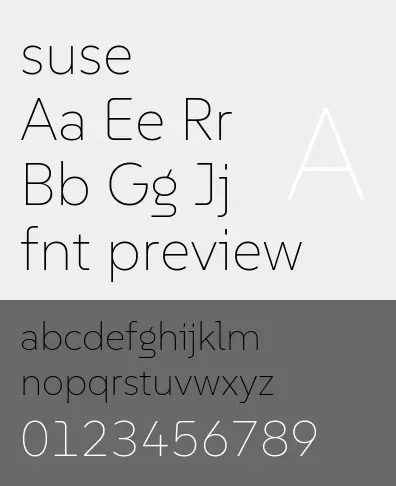 suse
Aa Ee Rr
A
Bb Gg Jj
fnt preview
abcdefghijklm
nopqrstuvwxyz
0123456789